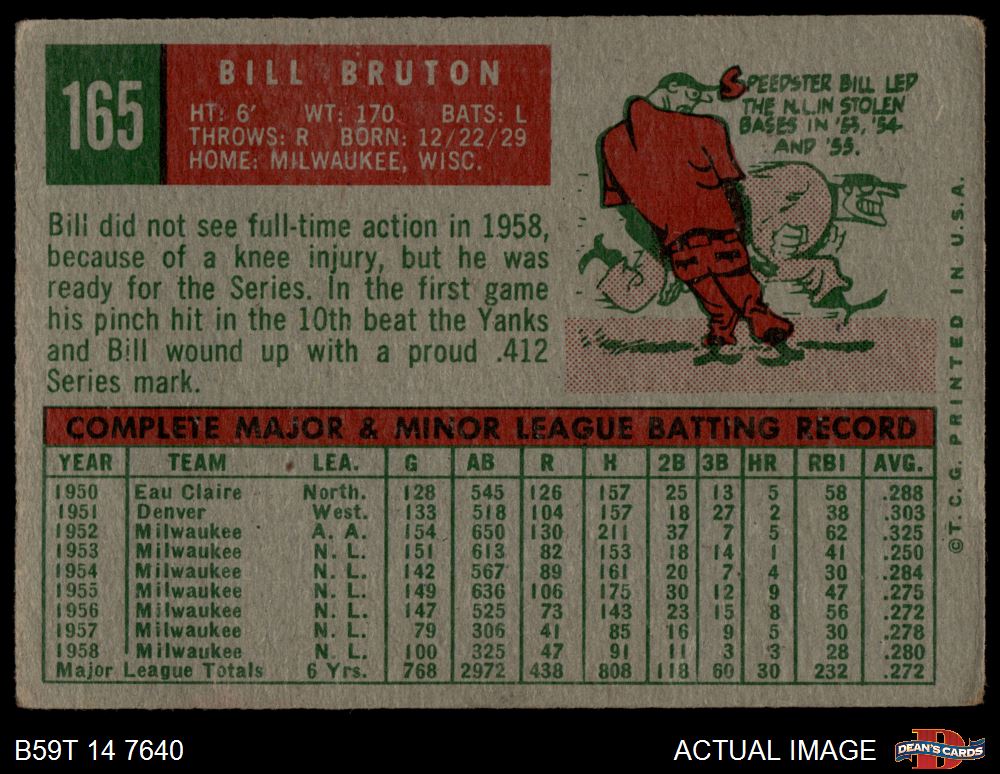 165
BILL BRUTON
HT: 6' WT: 170 BATS: L
THROWS: R BORN: 12/22/29
HOME: MILWAUKEE, WISC.
SPEEDSTER BILL LED
THE N.L. IN STOLEN
BASES IN '53, '54
AND '55.
Bill did not see full-time action in 1958,
because of a knee injury, but he was
ready for the Series. In the first game
his pinch hit in the 10th beat the Yanks
and Bill wound up with a proud .412
Series mark.
COMPLETE MAJOR & MINOR LEAGUE BATTING RECORD
YEAR TEAM LEA. G AB R H 2B 3B HR RBI AVG.
1950 Eau Claire North. 128 545 126 157 25 13 5 58 .288
1951 Denver West. 133 518 104 157 18 27 2 38 .303
1952 Milwaukee A. A. 154 650 130 211 37 7 5 62 .325
1953 Milwaukee N. L. 151 613 82 153 18 14 1 41 .250
1954 Milwaukee N. L. 142 567 89 161 20 7 4 30 .284
1955 Milwaukee N. L. 149 636 106 175 30 12 9 47 .275
1956 Milwaukee N. L. 147 525 73 143 23 15 8 56 .272
1957 Milwaukee N. L. 79 306 41 85 16 9 5 30 .278
1958 Milwaukee N. L. 100 325 47 91 11 3 3 28 .280
Major League Totals 6 Yrs. 768 2972 438 808 118 60 30 232 .272
©T. C. G. PRINTED IN U.S.A.
B59T 14 7640
ACTUAL IMAGE
D
DEAN'S CARDS